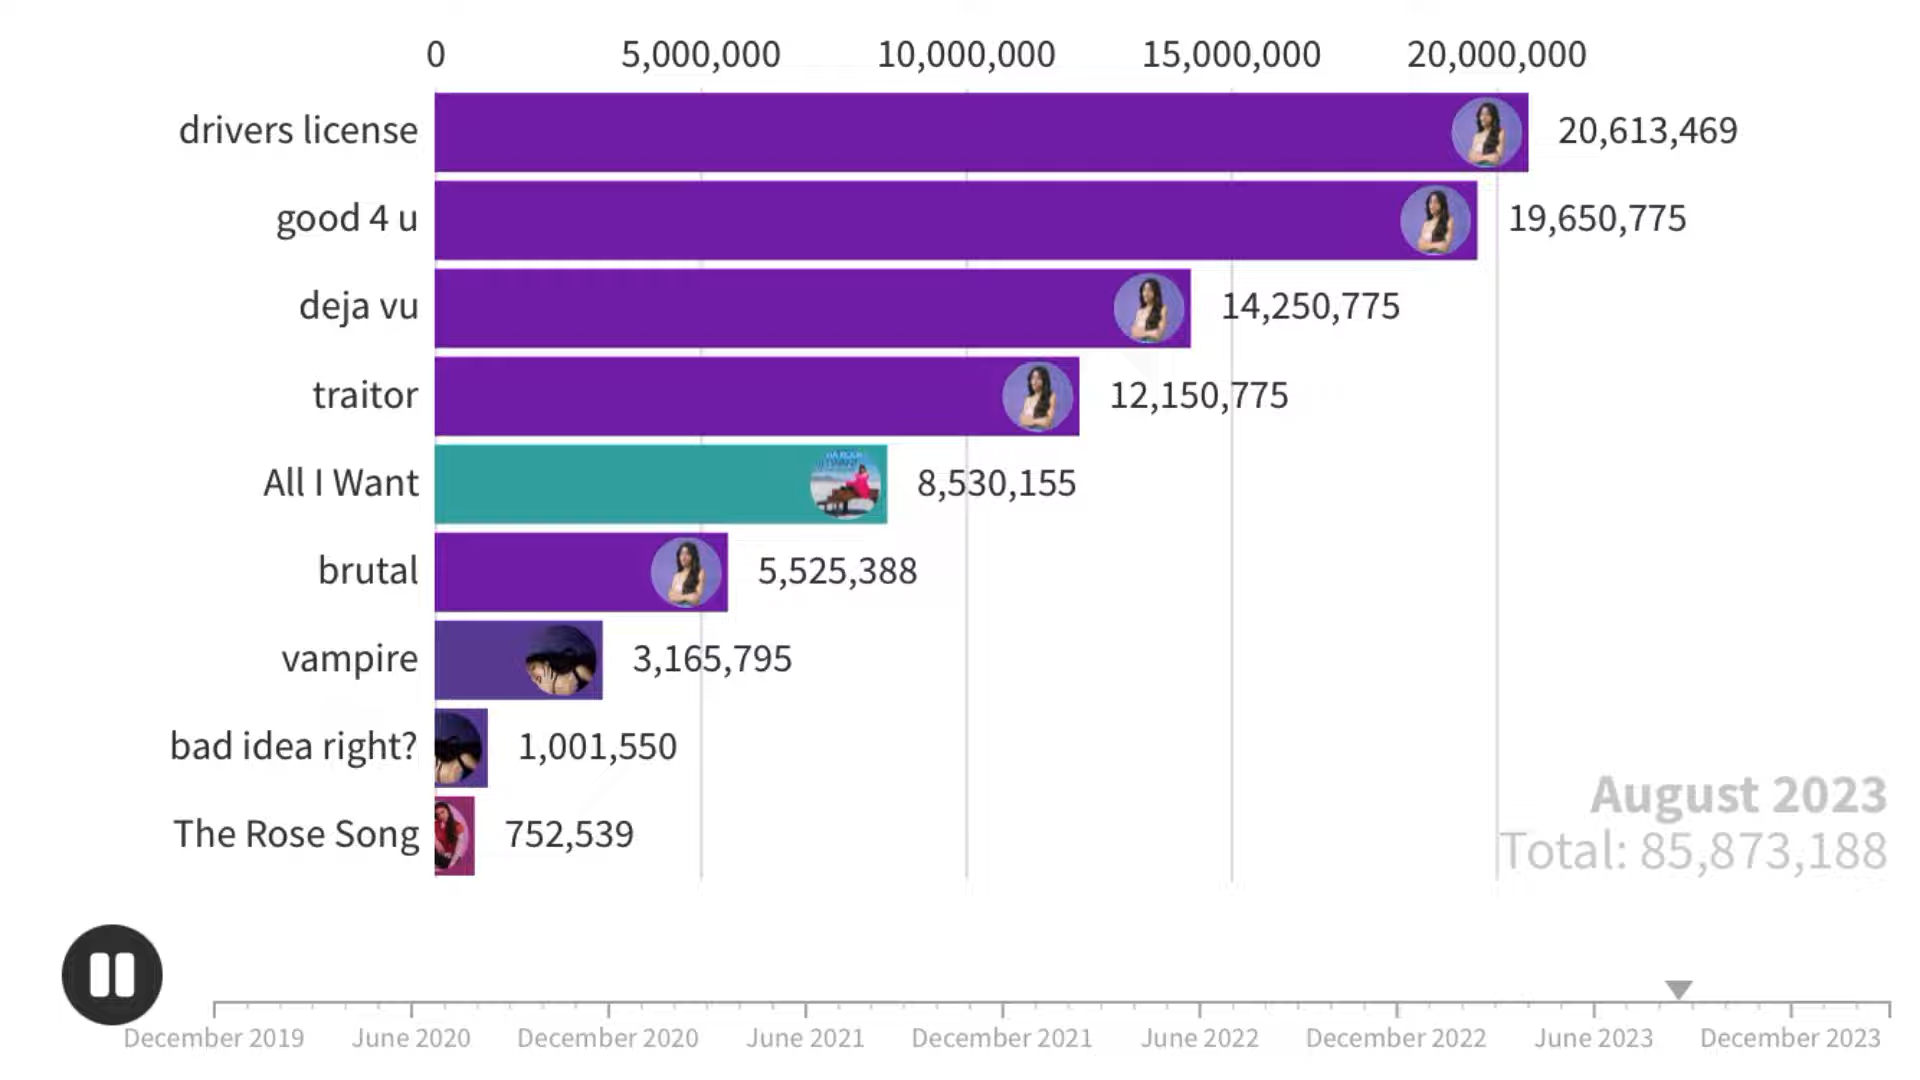 0 5,000,000 10,000,000 15,000,000 20,000,000
drivers license 20,613,469
good 4 u 19,650,775
deja vu 14,250,775
traitor 12,150,775
All I Want 8,530,155
brutal 5,525,388
vampire 3,165,795
bad idea right? 1,001,550
The Rose Song 752,539
August 2023
Total: 85,873,188
December 2019 June 2020 December 2020 June 2021 December 2021 June 2022 December 2022 June 2023 December 2023